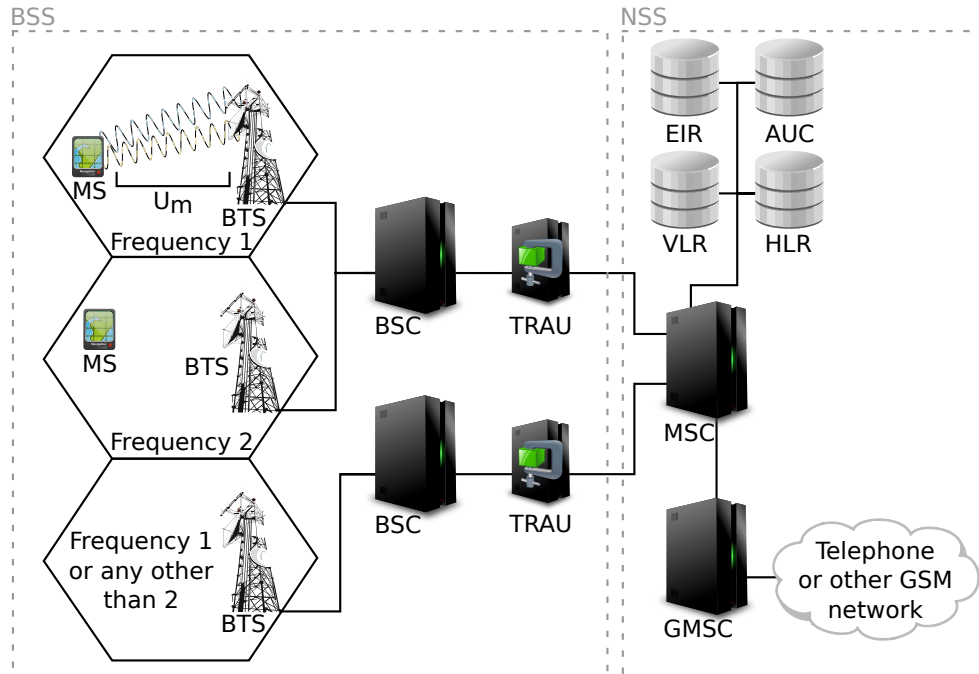 BSS
NSS
EIR
AUC
VLR
HLR
MS
Um
BTS
Frequency 1
BSC
TRAU
MS
BTS
Frequency 2
MSC
BSC
TRAU
Frequency 1
or any other
than 2
BTS
GMSC
Telephone
or other GSM
network